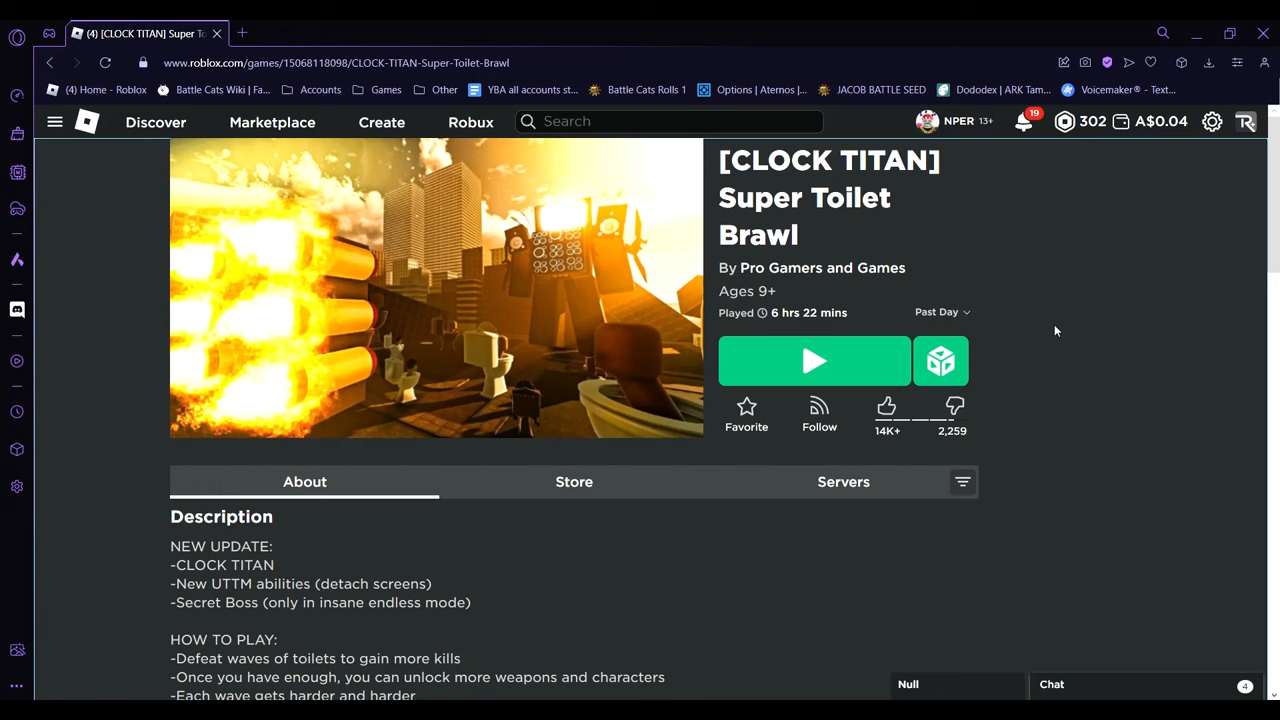 (4) [CLOCK TITAN] Super To
www.roblox.com/games/15068118098/CLOCK-TITAN-Super-Toilet-Brawl
(4) Home - Roblox
Battle Cats Wiki | Fa...
Accounts
Games
Other
YBA all accounts st...
Battle Cats Rolls 1
Options | Aternos |...
JACOB BATTLE SEED
Dododex | ARK Tam...
Voicemaker® - Text...
Discover
Marketplace
Create
Robux
Search
NPER 13+
19
302
A$0.04
[CLOCK TITAN]
Super Toilet
Brawl
By Pro Gamers and Games
Ages 9+
Played 6 hrs 22 mins
Past Day
Favorite
Follow
14K+
2,259
About
Store
Servers
Description
NEW UPDATE:
-CLOCK TITAN
-New UTTM abilities (detach screens)
-Secret Boss (only in insane endless mode)
HOW TO PLAY:
-Defeat waves of toilets to gain more kills
-Once you have enough, you can unlock more weapons and characters
-Each wave gets harder and harder
Null
Chat
4